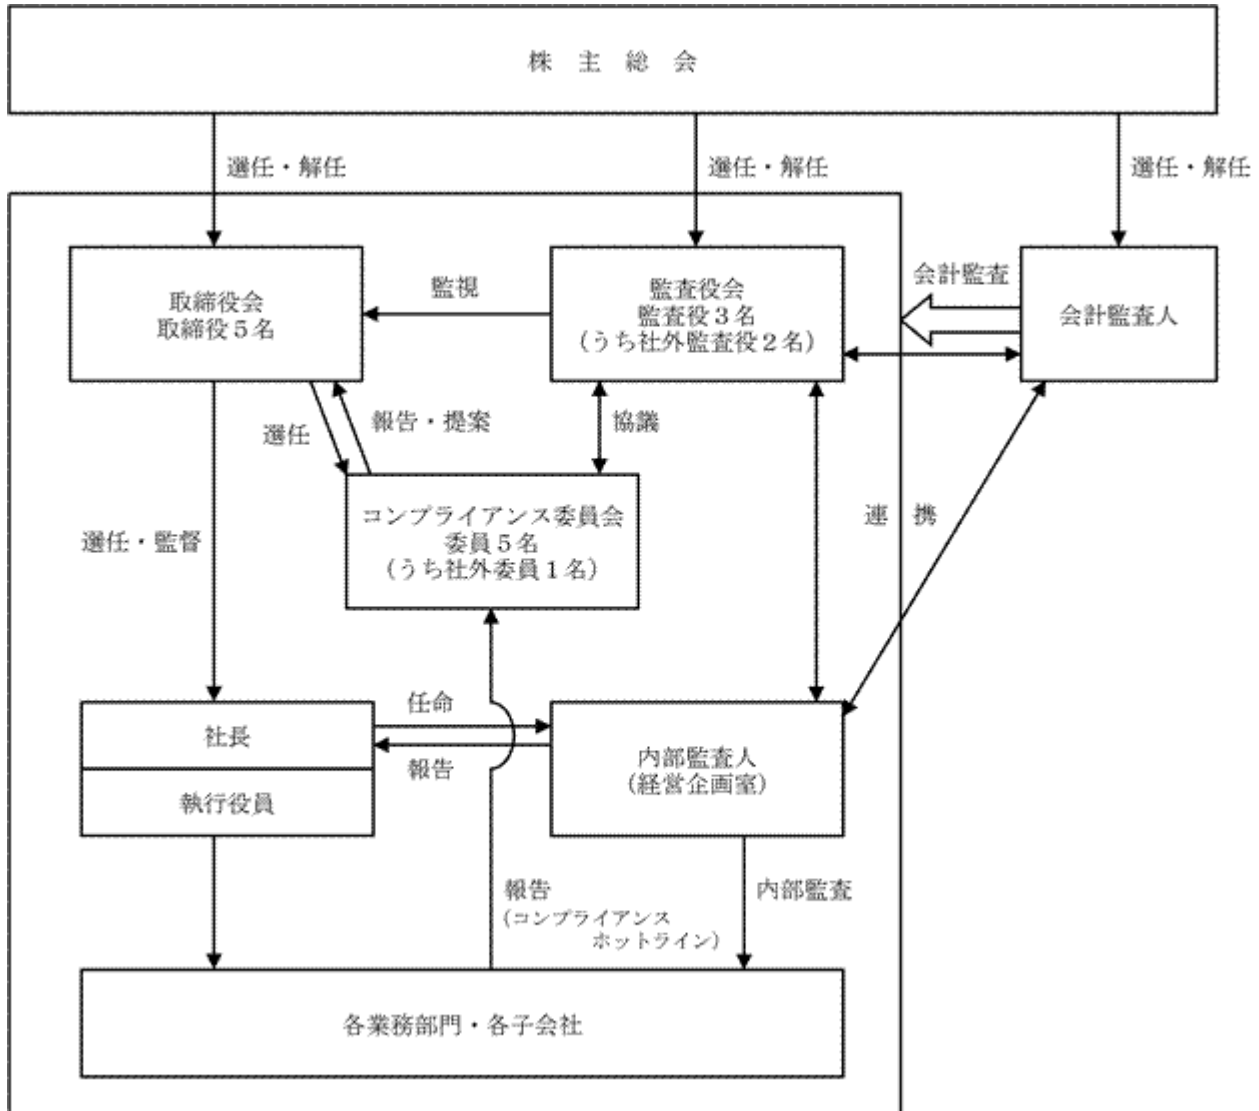 株主総会
選任・解任
選任・解任
選任・解任
取締役会
取締役５名
監視
監査役会
監査役３名
(うち社外監査役２名)
会計監査
会計監査人
選任
報告・提案
協議
コンプライアンス委員会
委員５名
(うち社外委員１名)
選任・監督
連携
社長
執行役員
任命
報告
内部監査人
(経営企画室)
報告
(コンプライアンス
ホットライン)
内部監査
各業務部門・各子会社